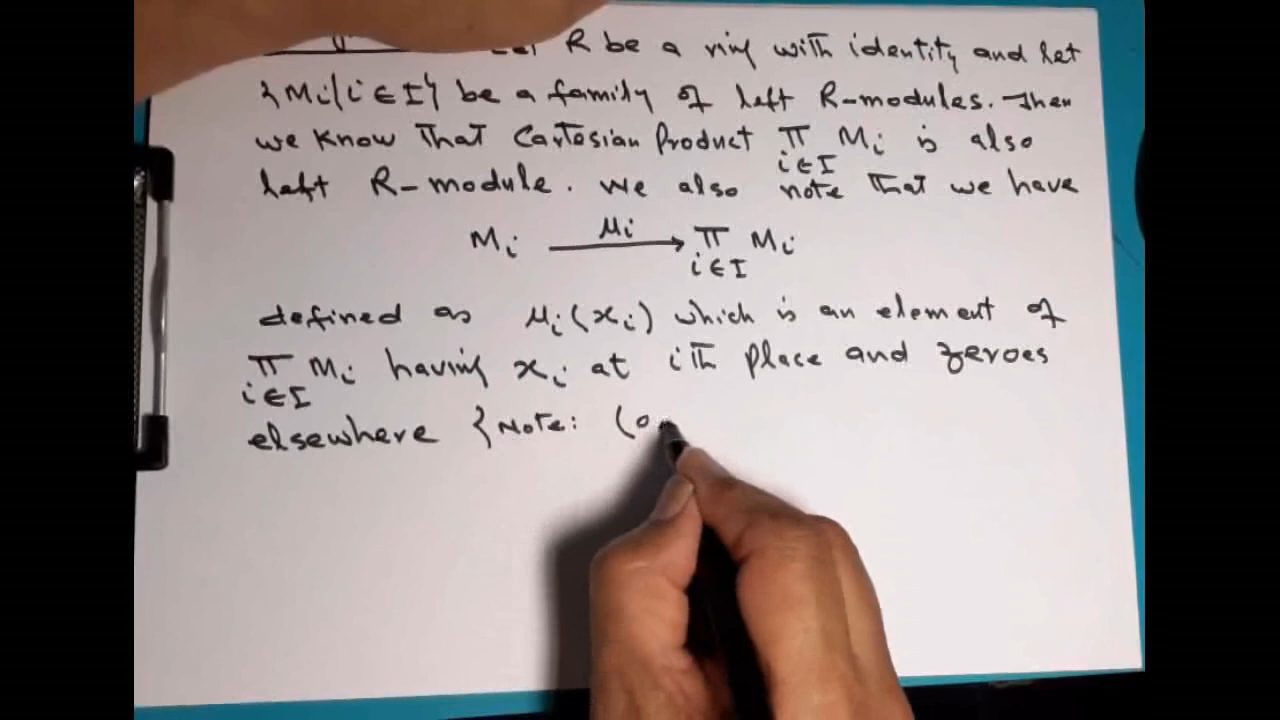 Let R be a ring with identity and let
{Mi/i∈I} be a family of left R-modules. Then
we know that Cartesian Product π Mi is also
i∈I
left R-module. we also note that we have
Mi μi → π Mi
i∈I
defined as μi(xi) which is an element of
π Mi having xi at ith place and zeroes
i∈I
elsewhere {Note: (0